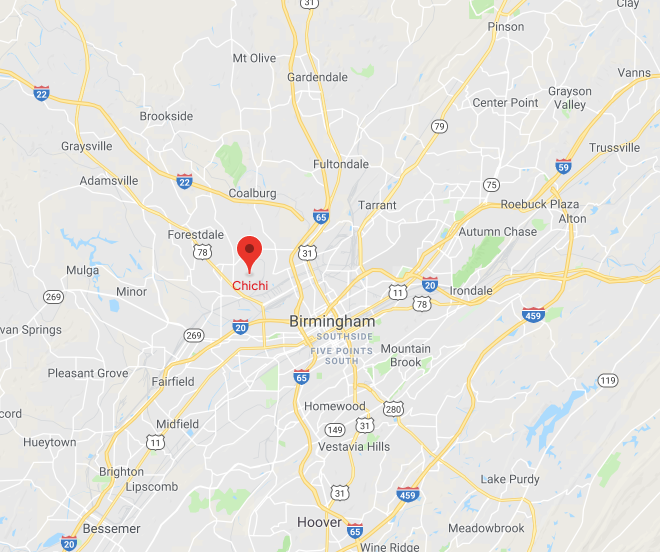 31
Clay
Pinson
Mt Olive
Gardendale
Vanns
22
Grayson
Valley
Center Point
Brookside
79
Graysville
Trussville
Fultondale
59
Adamsville
22
75
Coalburg
Tarrant
Roebuck Plaza
65
Alton
Forestdale
Autumn Chase
78
31
Mulga
Chichi
20
Minor
11
Irondale
269
78
van Springs
20
Birmingham
459
269
SOUTHSIDE
FIVE POINTS
SOUTH
Mountain
Brook
Pleasant Grove
65
Fairfield
119
Homewood
280
cord
Midfield
149
31
Hueytown
11
Vestavia Hills
Brighton
Lake Purdy
Lipscomb
31
459
Hoover
Bessemer
65
Meadowbrook
20
Wine Ridge